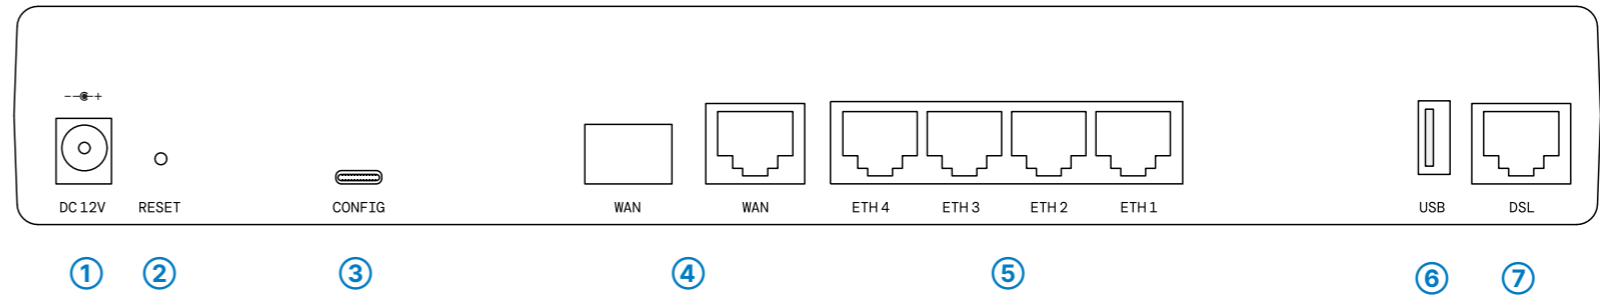 DC 12V RESET CONFIG WAN WAN ETH 4 ETH 3 ETH 2 ETH 1 USB DSL
1 2 3 4 5 6 7